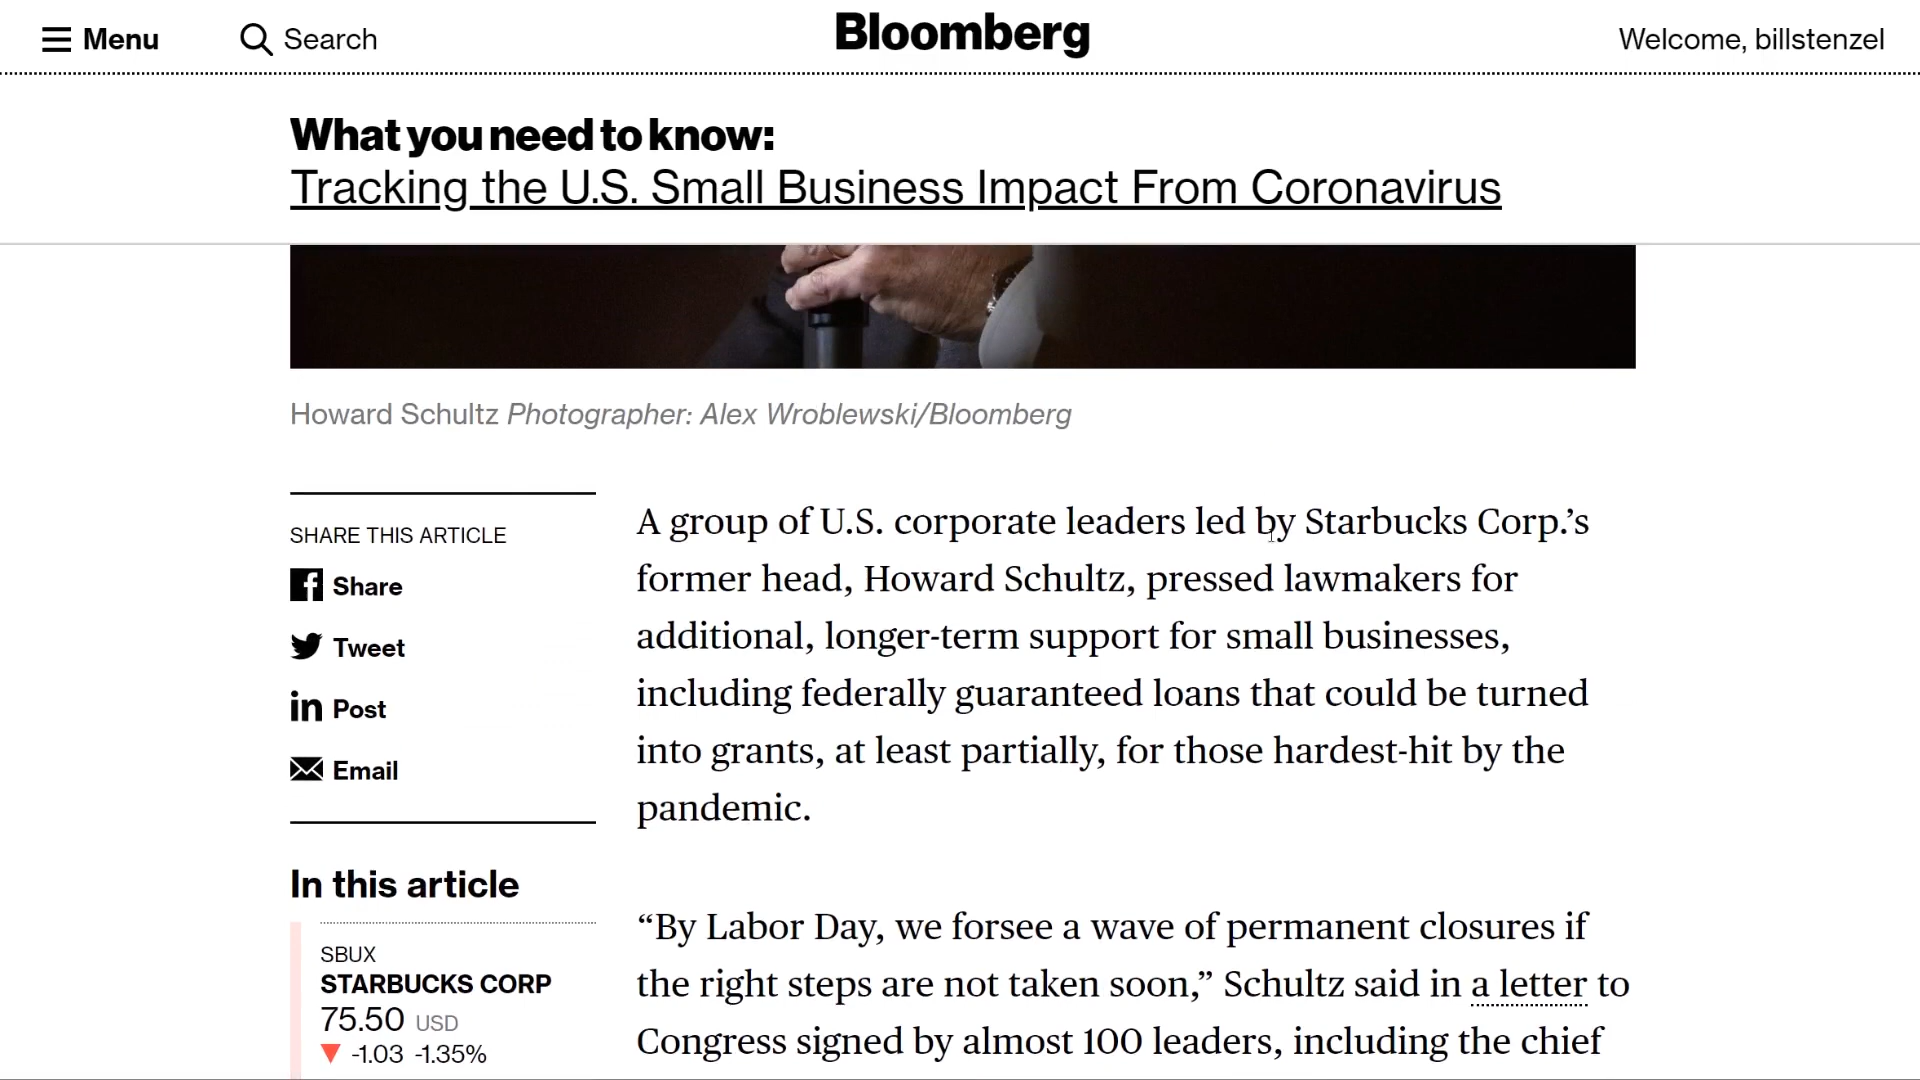 Menu
Search
Bloomberg
Welcome, billstenzel
What you need to know:
Tracking the U.S. Small Business Impact From Coronavirus
Howard Schultz Photographer: Alex Wroblewski/Bloomberg
SHARE THIS ARTICLE
Share
Tweet
Post
Email
In this article
SBUX
STARBUCKS CORP
75.50 USD
▼ -1.03 -1.35%
A group of U.S. corporate leaders led by Starbucks Corp.’s
former head, Howard Schultz, pressed lawmakers for
additional, longer-term support for small businesses,
including federally guaranteed loans that could be turned
into grants, at least partially, for those hardest-hit by the
pandemic.
“By Labor Day, we forsee a wave of permanent closures if
the right steps are not taken soon,” Schultz said in a letter to
Congress signed by almost 100 leaders, including the chief